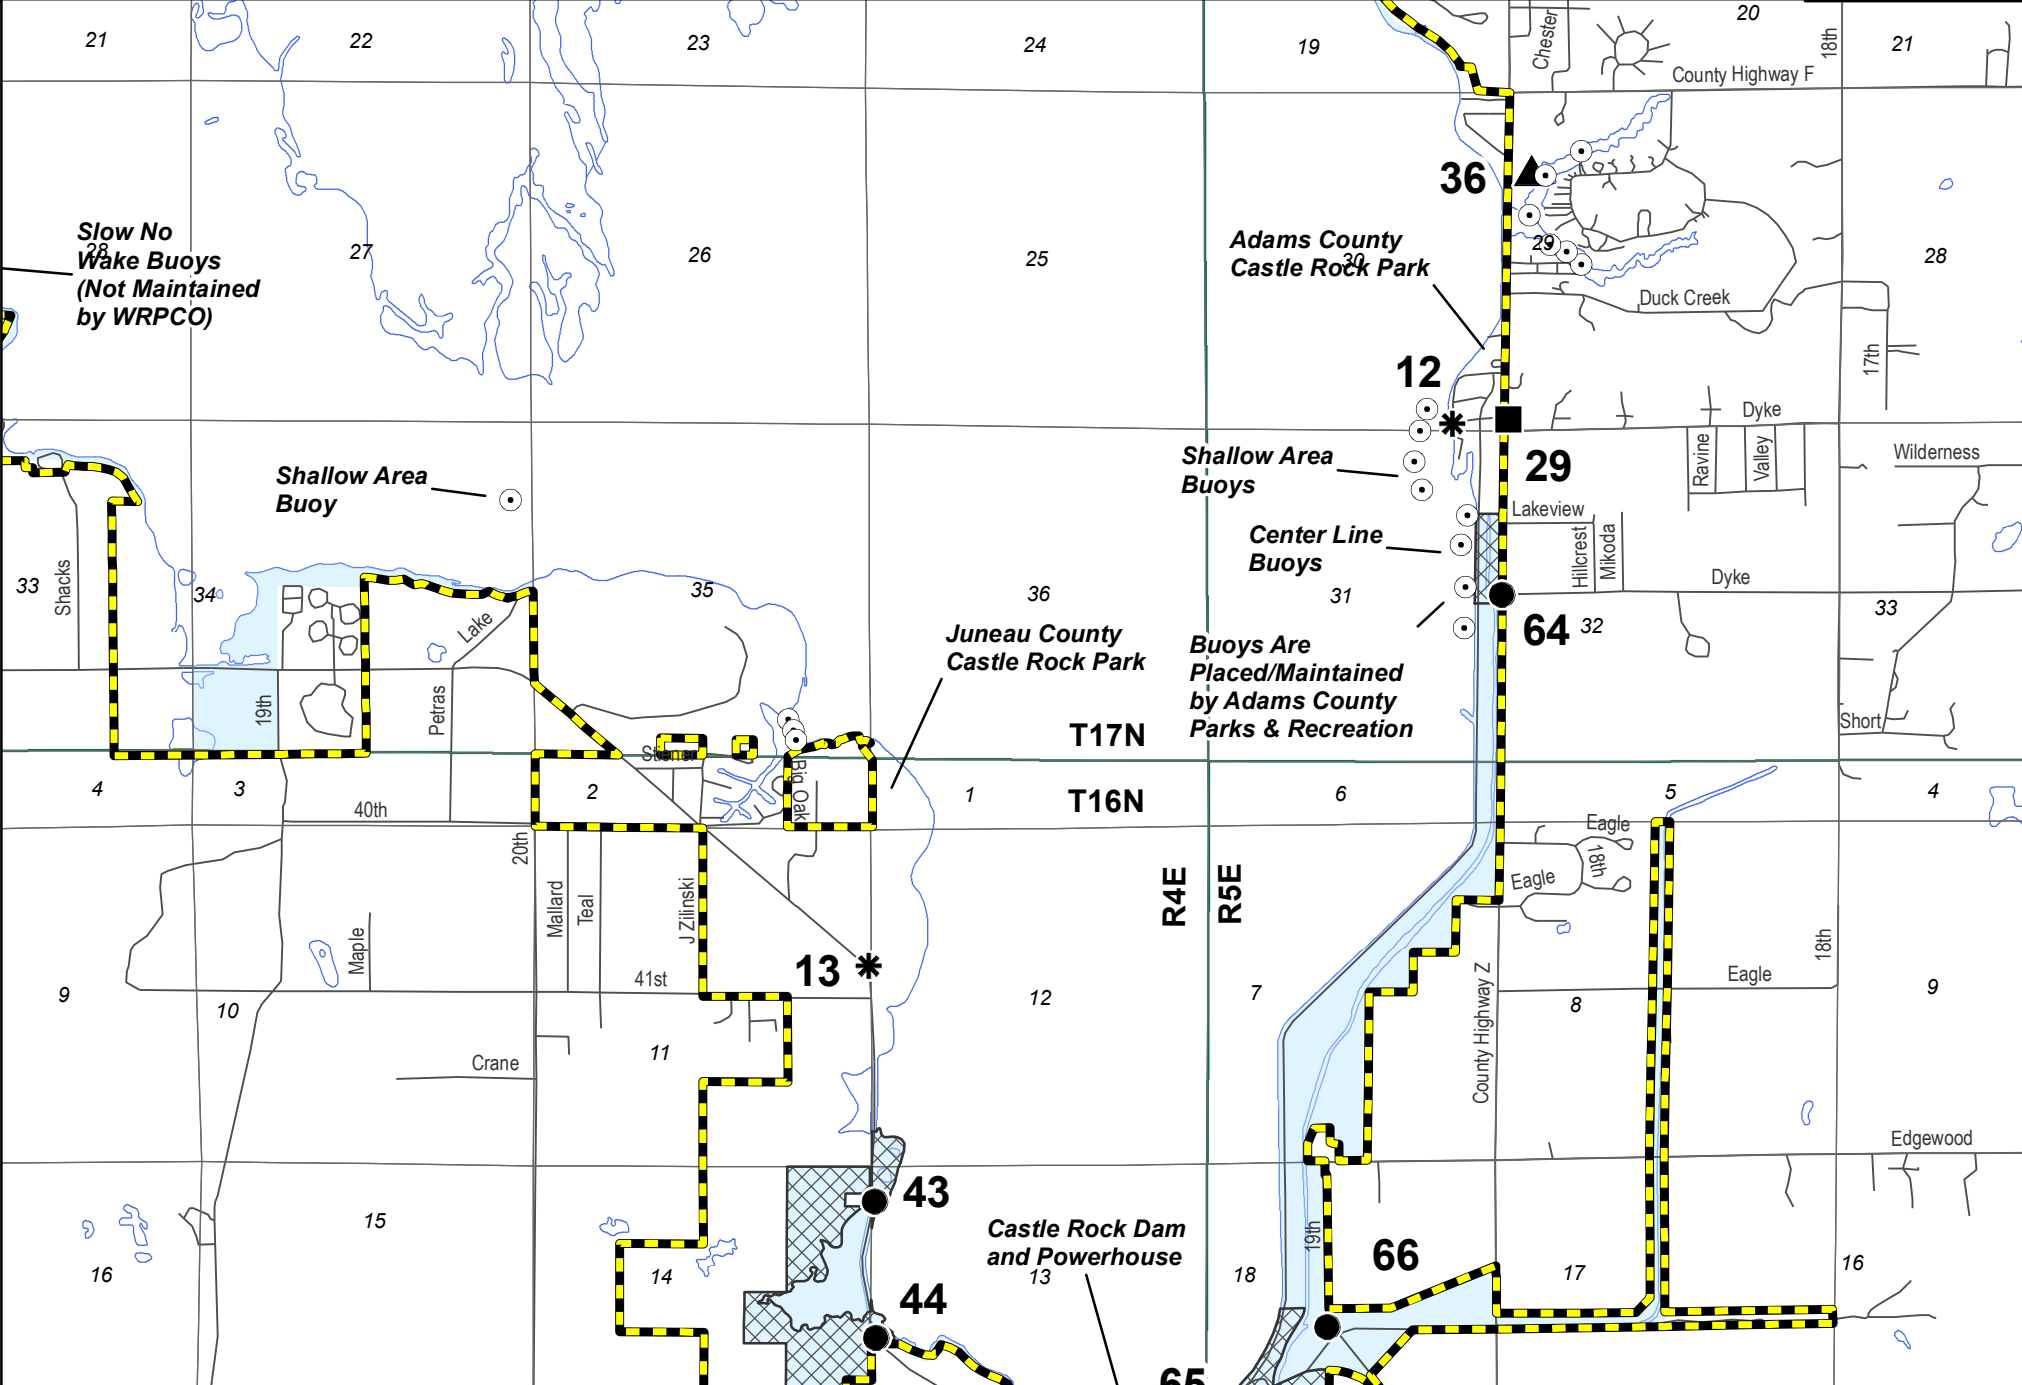 21
22
23
24
19
Chester
20
18th
21
County Highway F
36
Slow No
Wake Buoys
(Not Maintained
by WRPCO)
28
27
26
25
Adams County
Castle Rock Park
30
29
28
Duck Creek
17th
12
Dyke
29
Shallow Area
Buoy
Shallow Area
Buoys
Ravine
Valley
Wilderness
Lakeview
Center Line
Buoys
Hillcrest
Mikoda
Dyke
33
Shacks
34
35
36
31
64
32
33
Lake
Juneau County
Castle Rock Park
Buoys Are
Placed/Maintained
by Adams County
Parks & Recreation
19th
Petras
Short
T17N
Stiener
Big Oak
4
3
2
1
T16N
6
5
4
40th
20th
Eagle
18th
Eagle
Mallard
Teal
J Zilinski
R4E
R5E
Maple
13
41st
County Highway Z
18th
Eagle
9
10
12
7
8
9
11
Crane
Edgewood
43
15
Castle Rock Dam
and Powerhouse
19th
66
16
14
13
18
17
16
44
65